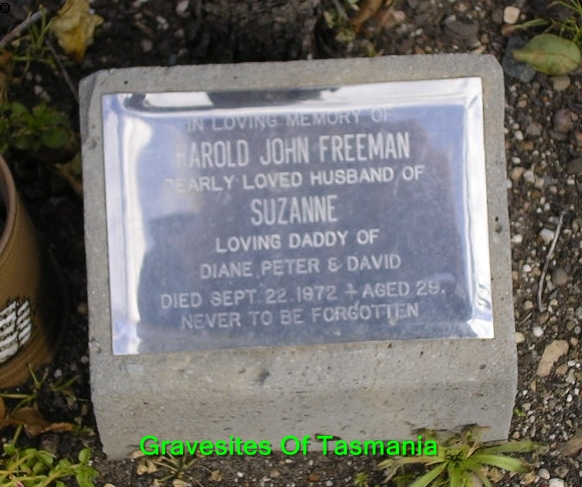 ©
IN LOVING MEMORY OF
HAROLD JOHN FREEMAN
DEARLY LOVED HUSBAND OF
SUZANNE
LOVING DADDY OF
DIANE, PETER & DAVID
DIED SEPT. 22. 1972 - AGED 29.
NEVER TO BE FORGOTTEN
Gravesites Of Tasmania